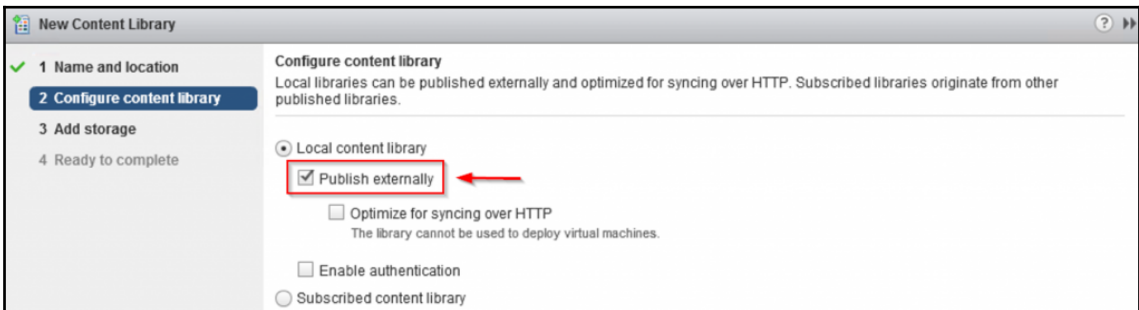 New Content Library
1 Name and location
2 Configure content library
3 Add storage
4 Ready to complete
Configure content library
Local libraries can be published externally and optimized for syncing over HTTP. Subscribed libraries originate from other
published libraries.
Local content library
Publish externally
Optimize for syncing over HTTP
The library cannot be used to deploy virtual machines.
Enable authentication
Subscribed content library